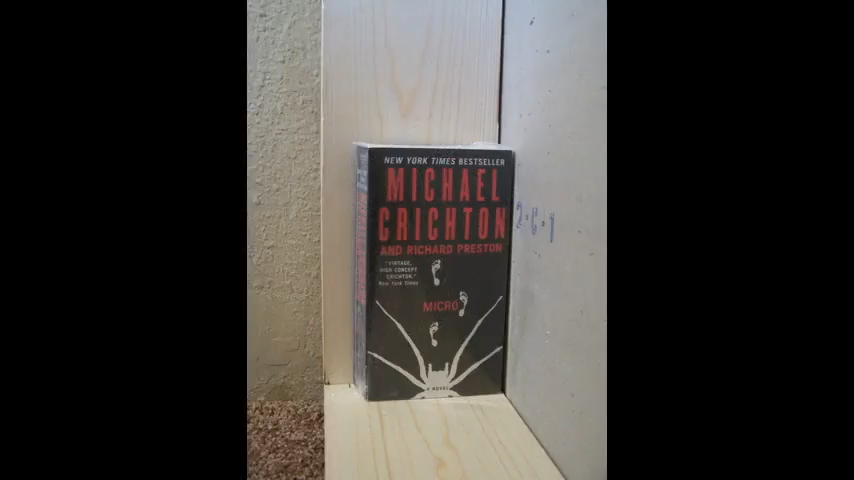 NEW YORK TIMES BESTSELLER
MICHAEL
CRICHTON
AND RICHARD PRESTON
"VINTAGE,
HIGH CONCEPT
CRICHTON."
New York Times
MICRO
A NOVEL